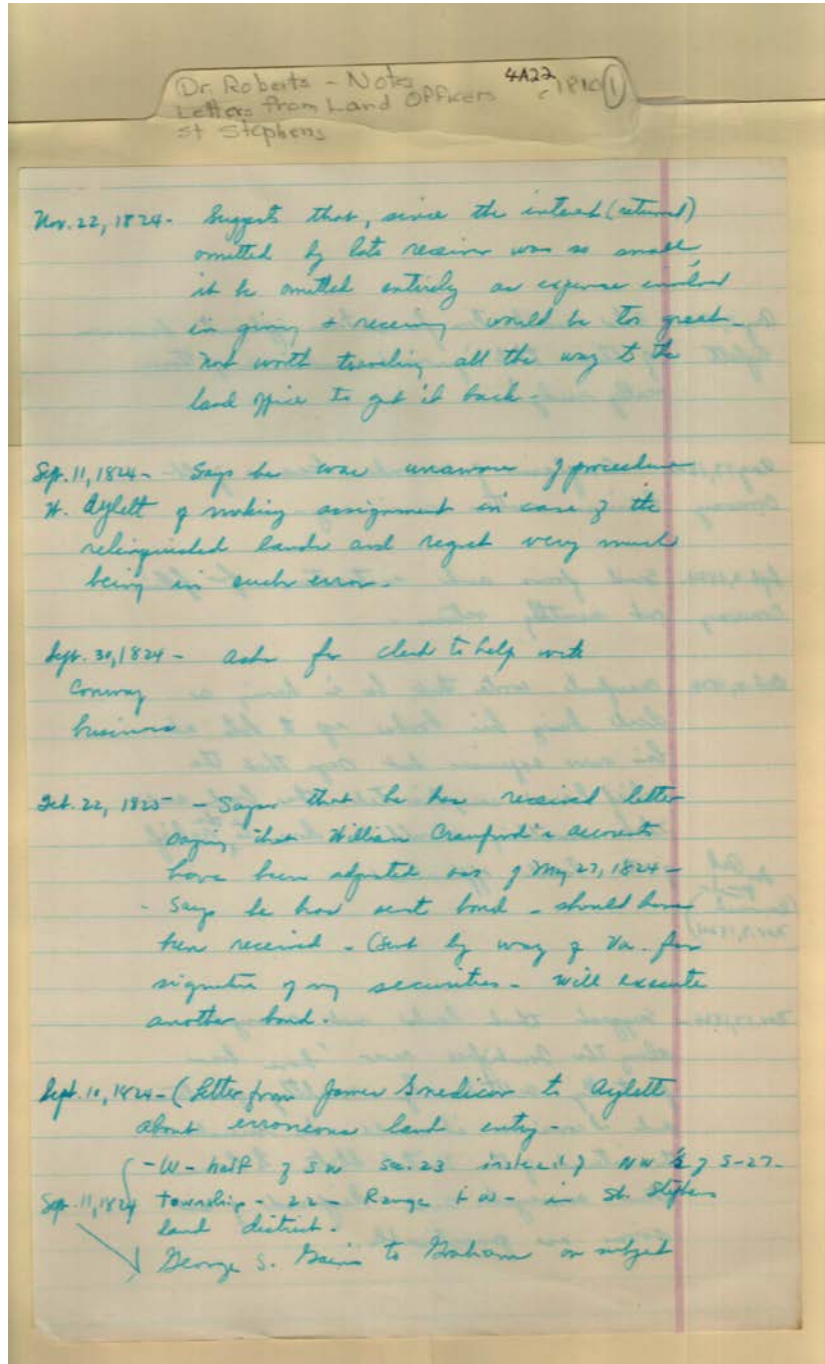 Dr. Roberts - Notes 4A22 c 1810 (1)
Letters from Land Officers
St Stephens
Nov. 22, 1824 - Suggests that, since the interest (returned)
omitted by late receiver was so small,
it be omitted entirely as expense involved
in giving + receiving would be too great -
Not worth traveling all the way to the
land office to get it back -
Sept. 11, 1824 - Says he was unaware of procedure
W. Aylett of making assignment in case of the
relinquished lands and regret very much
being in such error -
Sept. 30, 1824 - asks for clerk to help with
Conway
business
Feb. 22, 1825 - Says that he has received letter
saying that William Crawford's accounts
have been adjusted as of May 27, 1824 -
- Says he has sent bond - should have
been received - (Sent by way of Va. for
signature of my securities - will execute
another bond.
Sept. 10, 1824 - (Letter from James Snedicor to Aylett
about erroneous land entry -
- W - half of SW Sec. 23 instead of NW of S-27 -
Sep. 11, 1824 township - 22 - Range W - in St. Stephens
land district.
George S. Gaines to Graham on subject